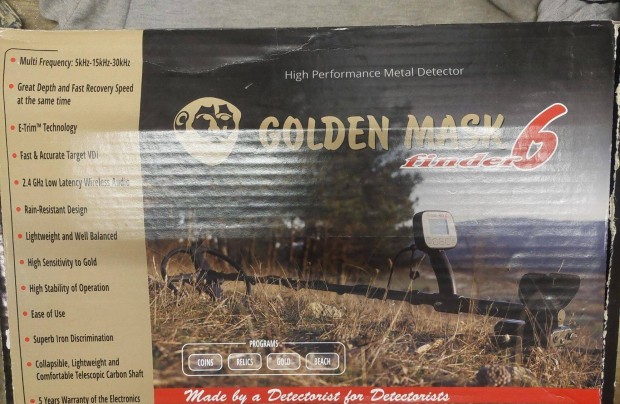 • Multi Frequency: 5kHz-15kHz-30kHz
• Great Depth and Fast Recovery Speed
at the same time
• E-Trim™ Technology
• Fast & Accurate Target VDI
• 2.4 GHz Low Latency Wireless Audio
• Rain-Resistant Design
• Lightweight and Well Balanced
• High Sensitivity to Gold
• High Stability of Operation
• Ease of Use
• Superb Iron Discrimination
• Collapsible, Lightweight and
Comfortable Telescopic Carbon Shaft
• 5 Years Warranty of the Electronics
High Performance Metal Detector
GOLDEN MASK 6
finder
PROGRAMS
COINS RELICS GOLD BEACH
Made by a Detectorist for Detectorists